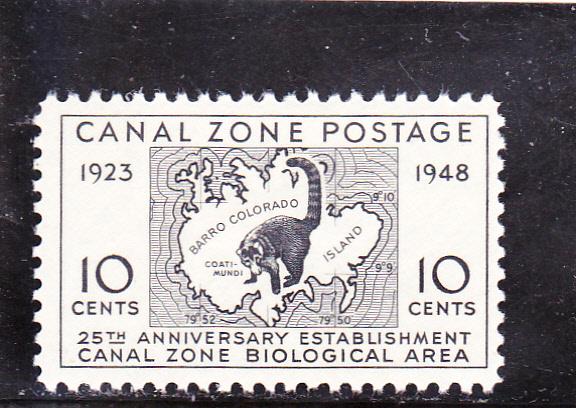 CANAL ZONE POSTAGE
1923 1948
BARRO COLORADO
ISLAND
COATI-
MUNDI
9°10
9°9
10 10
CENTS CENTS
79°52 79°50
25TH ANNIVERSARY ESTABLISHMENT
CANAL ZONE BIOLOGICAL AREA